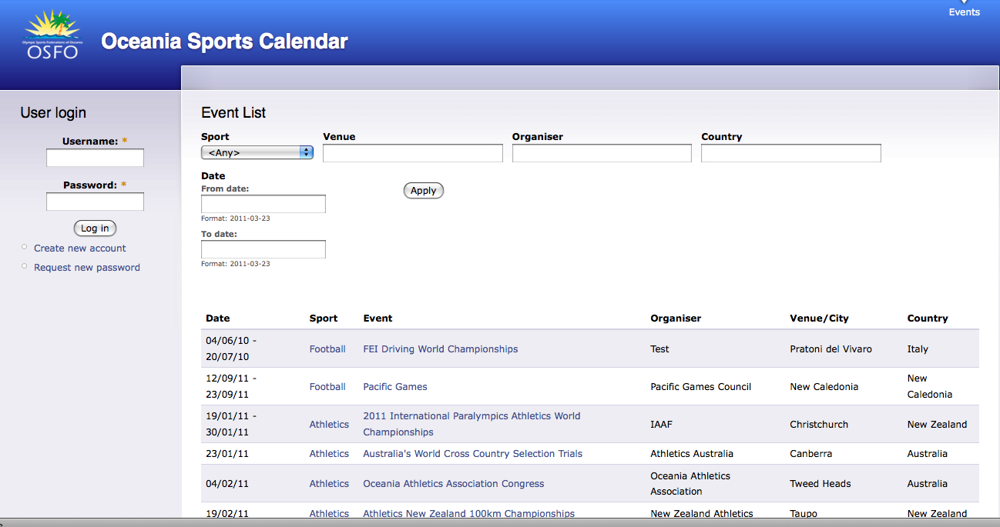 Events
Olympic Sports Federations of Oceania
OSFO
Oceania Sports Calendar
User login
Username: *
Password: *
Log in
Create new account
Request new password
Event List
Sport Venue Organiser Country
<Any>
Date
From date:
Apply
Format: 2011-03-23
To date:
Format: 2011-03-23
Date Sport Event Organiser Venue/City Country
04/06/10 -
20/07/10 Football FEI Driving World Championships Test Pratoni del Vivaro Italy
12/09/11 -
23/09/11 Football Pacific Games Pacific Games Council New Caledonia New
Caledonia
19/01/11 -
30/01/11 Athletics 2011 International Paralympics Athletics World
Championships IAAF Christchurch New Zealand
23/01/11 Athletics Australia's World Cross Country Selection Trials Athletics Australia Canberra Australia
04/02/11 Athletics Oceania Athletics Association Congress Oceania Athletics
Association Tweed Heads Australia
19/02/11 Athletics Athletics New Zealand 100km Championships New Zealand Athletics Taupo New Zealand